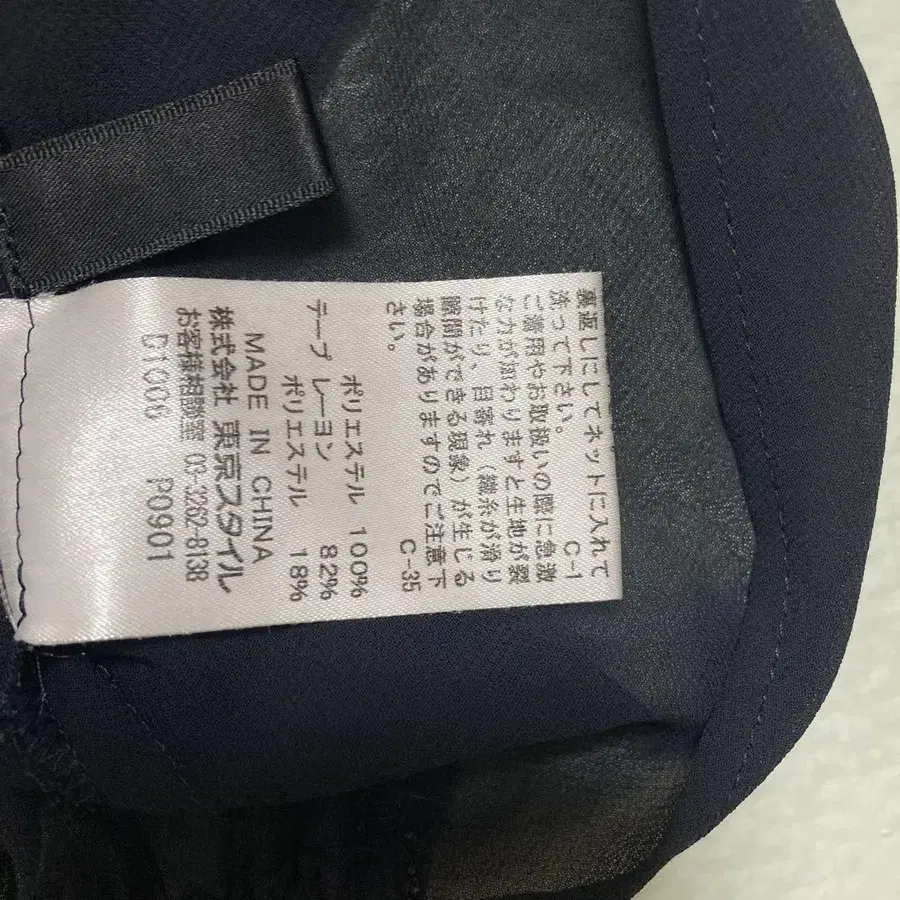 裏返しにしてネットに入れて
洗って下さい。 C-1
ご着用やお取扱いの際に急激
な力が加わりますと生地が裂
けたり、目寄れ（織糸が滑り
隙間ができる現象）が生じる
場合がありますのでご注意下
さい。 C-35
ポリエステル 100%
テープ レーヨン 82%
ポリエステル 18%
MADE IN CHINA
株式会社 東京スタイル
お客様相談室 03-3262-8138
D1006 P0901